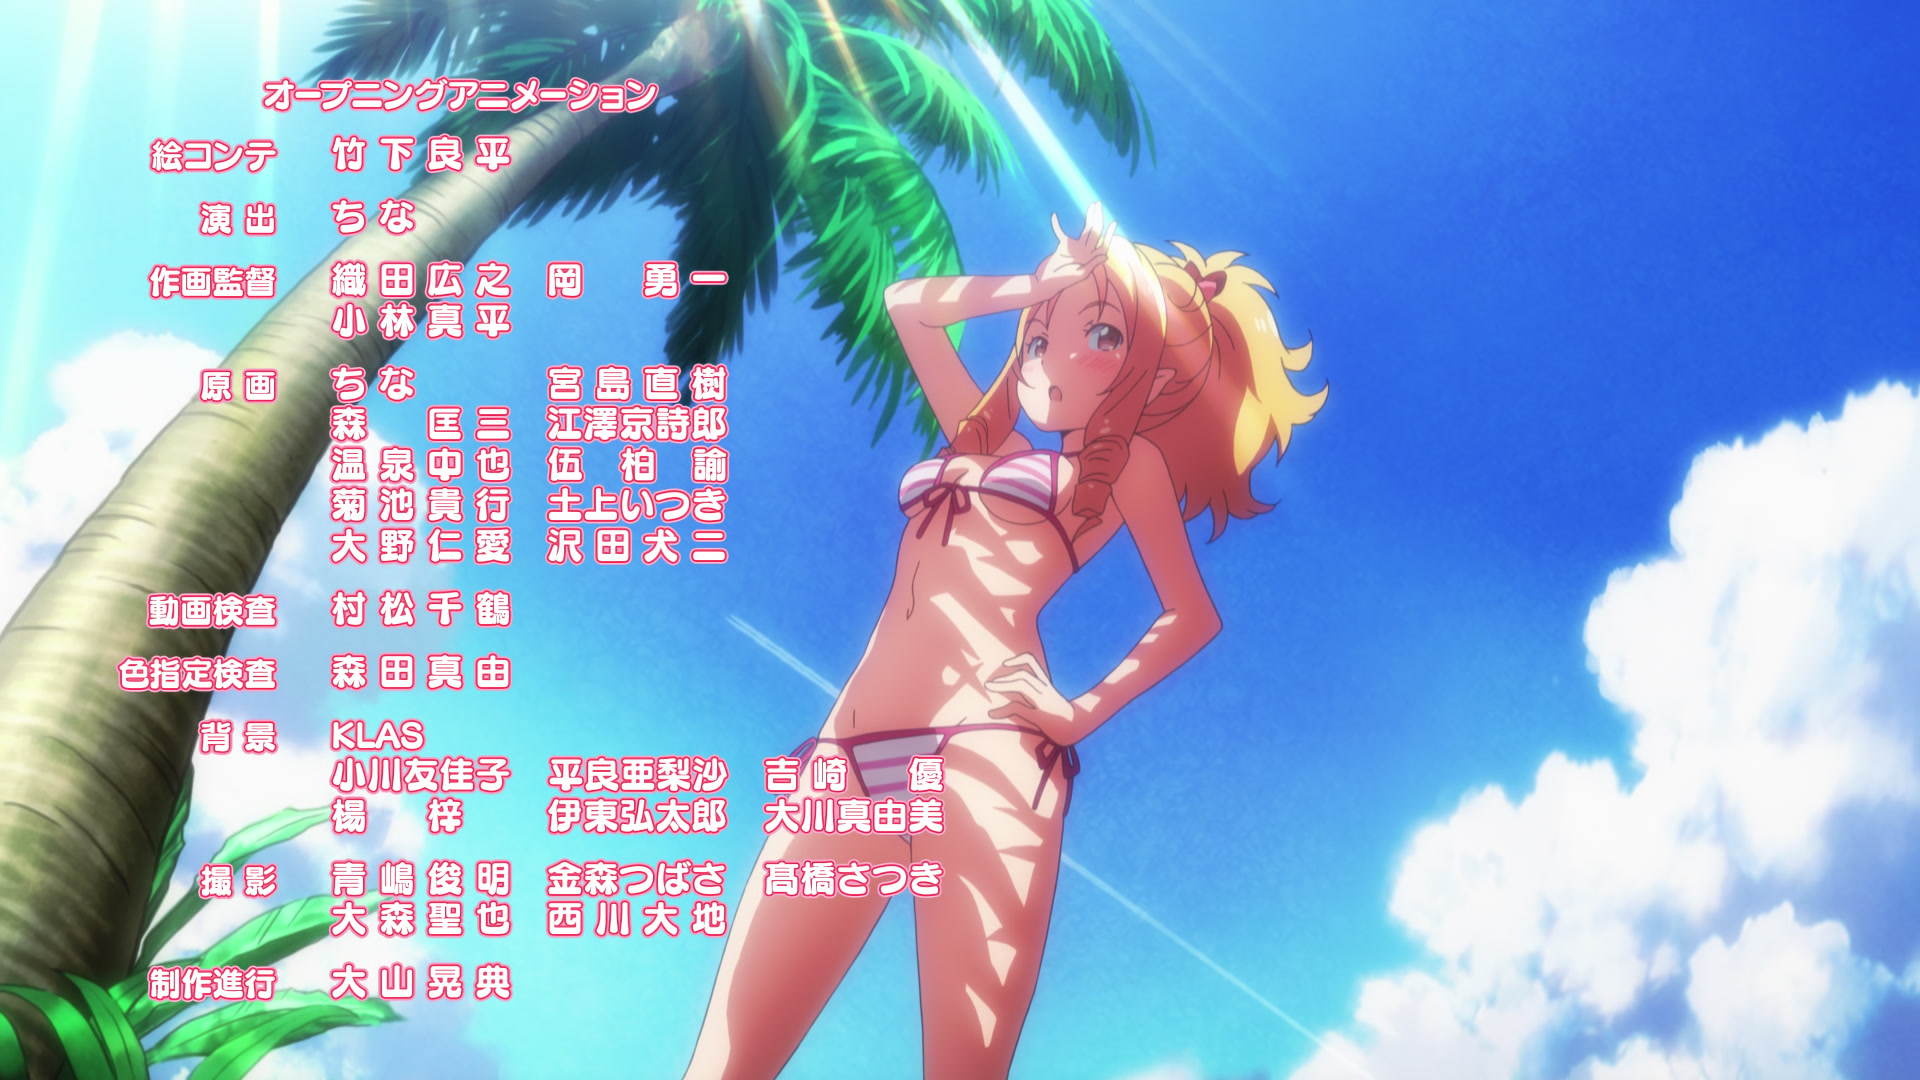 オープニングアニメーション
絵コンテ 竹下良平
演出 ちな
作画監督 織田広之 岡勇一
小林真平
原画 ちな 宮島直樹
森匡三 江澤京詩郎
温泉中也 伍柏諭
菊池貴行 土上いつき
大野仁愛 沢田犬二
動画検査 村松千鶴
色指定検査 森田真由
背景 KLAS
小川友佳子 平良亜梨沙 吉崎優
楊梓 伊東弘太郎 大川真由美
撮影 青嶋俊明 金森つばさ 髙橋さつき
大森聖也 西川大地
制作進行 大山晃典